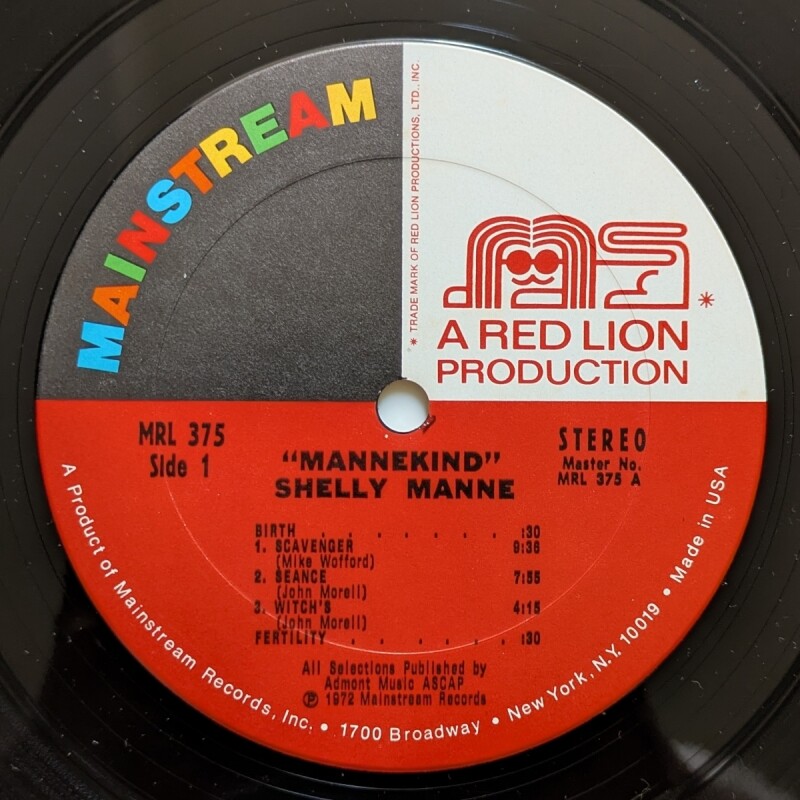 MAINSTREAM
* TRADE MARK OF RED LION PRODUCTIONS, LTD., INC.
*
A RED LION
PRODUCTION
MRL 375
Side 1
STEREO
Master No.
MRL 375 A
"MANNEKIND"
SHELLY MANNE
BIRTH . . . . . . . :30
1. SCAVENGER 9:36
(Mike Wofford)
2. SEANCE 7:55
(John Morell)
3. WITCH'S 4:15
(John Morell)
FERTILITY . . . . . . :30
All Selections Published by
Admont Music ASCAP
℗ 1972 Mainstream Records
A Product of Mainstream Records, Inc. • 1700 Broadway • New York, N.Y. 10019 • Made in USA